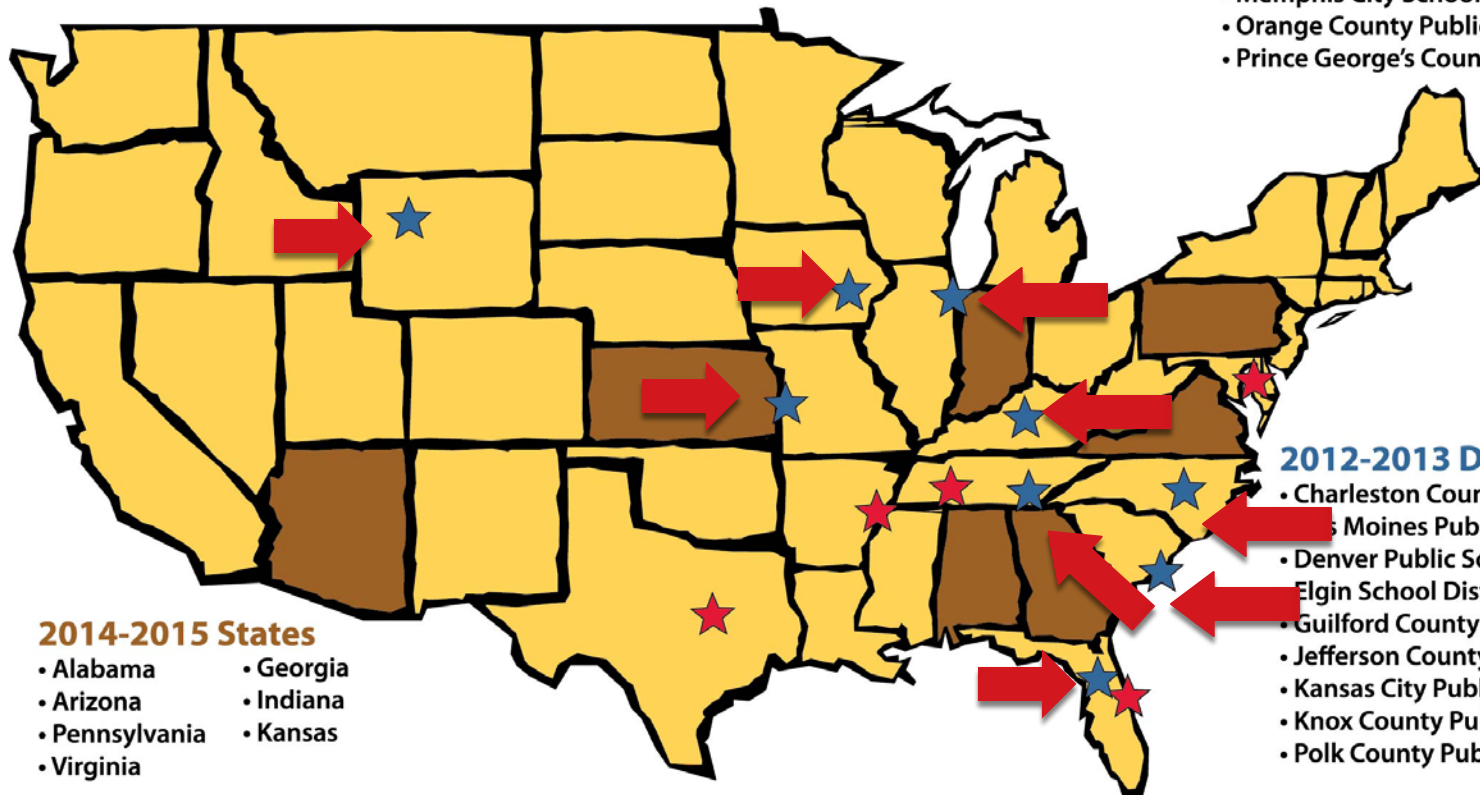 • Orange County Public
• Prince George's Coun
2012-2013 D
• Charleston Coun
s Moines Pub
• Denver Public Sc
Elgin School Dis
• Guilford County
• Jefferson County
• Kansas City Publ
• Knox County Pu
• Polk County Pub
2014-2015 States
• Alabama
• Arizona
• Pennsylvania
• Virginia
• Georgia
• Indiana
• Kansas